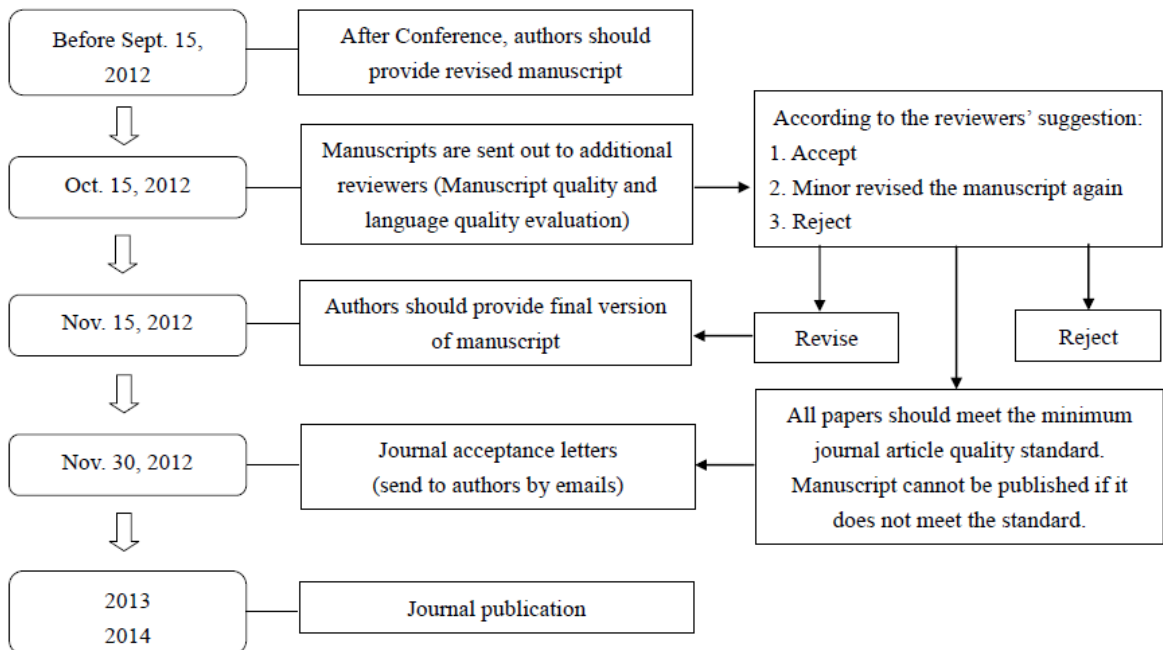 Before Sept. 15,
2012
After Conference, authors should
provide revised manuscript
Oct. 15, 2012
Manuscripts are sent out to additional
reviewers (Manuscript quality and
language quality evaluation)
According to the reviewers’ suggestion:
1. Accept
2. Minor revised the manuscript again
3. Reject
Nov. 15, 2012
Authors should provide final version
of manuscript
Revise
Reject
Nov. 30, 2012
Journal acceptance letters
(send to authors by emails)
All papers should meet the minimum
journal article quality standard.
Manuscript cannot be published if it
does not meet the standard.
2013
2014
Journal publication